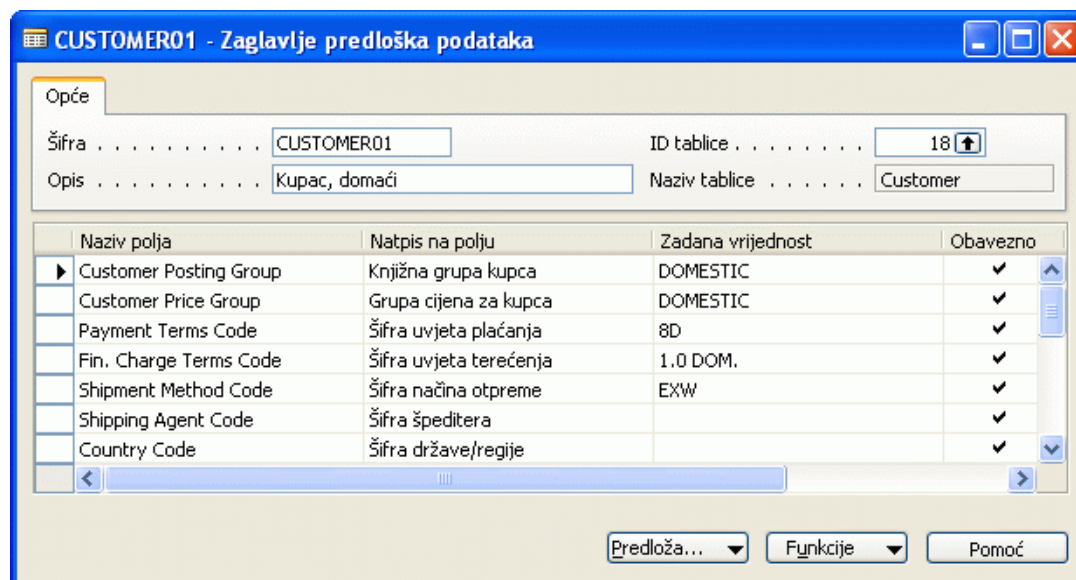 CUSTOMER01 - Zaglavlje predloška podataka
Opće
Šifra . . . . . . . . . . CUSTOMER01 ID tablice . . . . . . . . 18
Opis . . . . . . . . . . Kupac, domaći Naziv tablice . . . . . . Customer
Naziv polja Natpis na polju Zadana vrijednost Obavezno
Customer Posting Group Knjižna grupa kupca DOMESTIC ✔
Customer Price Group Grupa cijena za kupca DOMESTIC ✔
Payment Terms Code Šifra uvjeta plaćanja 8D ✔
Fin. Charge Terms Code Šifra uvjeta terećenja 1.0 DOM. ✔
Shipment Method Code Šifra načina otpreme EXW ✔
Shipping Agent Code Šifra špeditera ✔
Country Code Šifra države/regije ✔
Predloža... Funkcije Pomoć